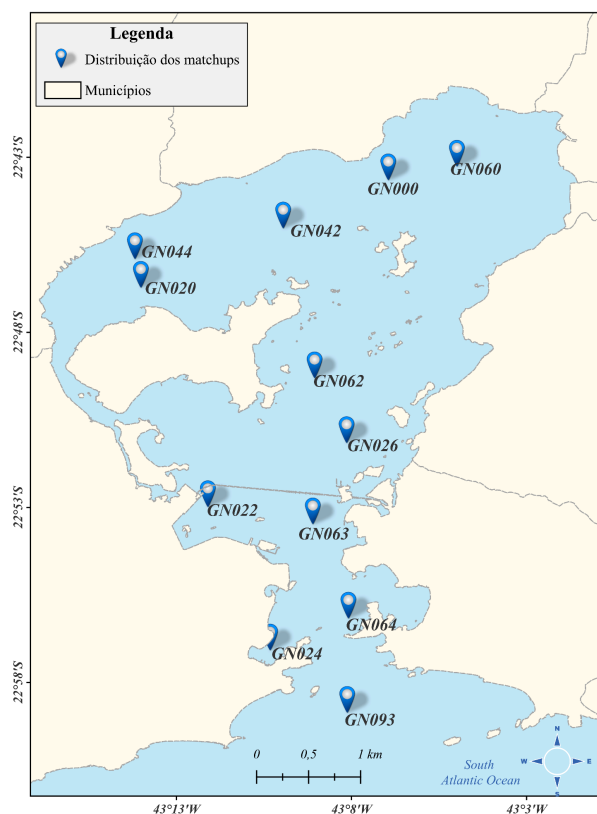 Legenda
Distribuição dos matchups
Municípios
22°43'S
22°48'S
22°53'S
22°58'S
GN060
GN000
GN042
GN044
GN020
GN062
GN026
GN022
GN063
GN064
GN024
GN093
0 0,5 1 km
South
Atlantic Ocean
N
W E
S
43°13'W 43°8'W 43°3'W